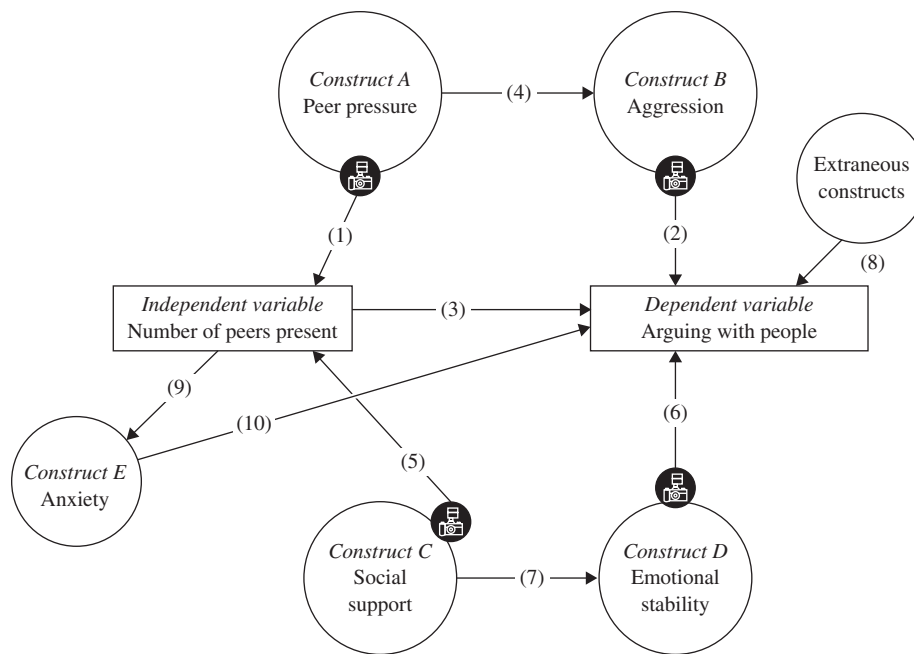 Construct A
Peer pressure
(4)
Construct B
Aggression
Extraneous
constructs
(1)
(2)
(8)
Independent variable
Number of peers present
(3)
Dependent variable
Arguing with people
(9)
(10)
(5)
(6)
Construct E
Anxiety
Construct C
Social
support
(7)
Construct D
Emotional
stability